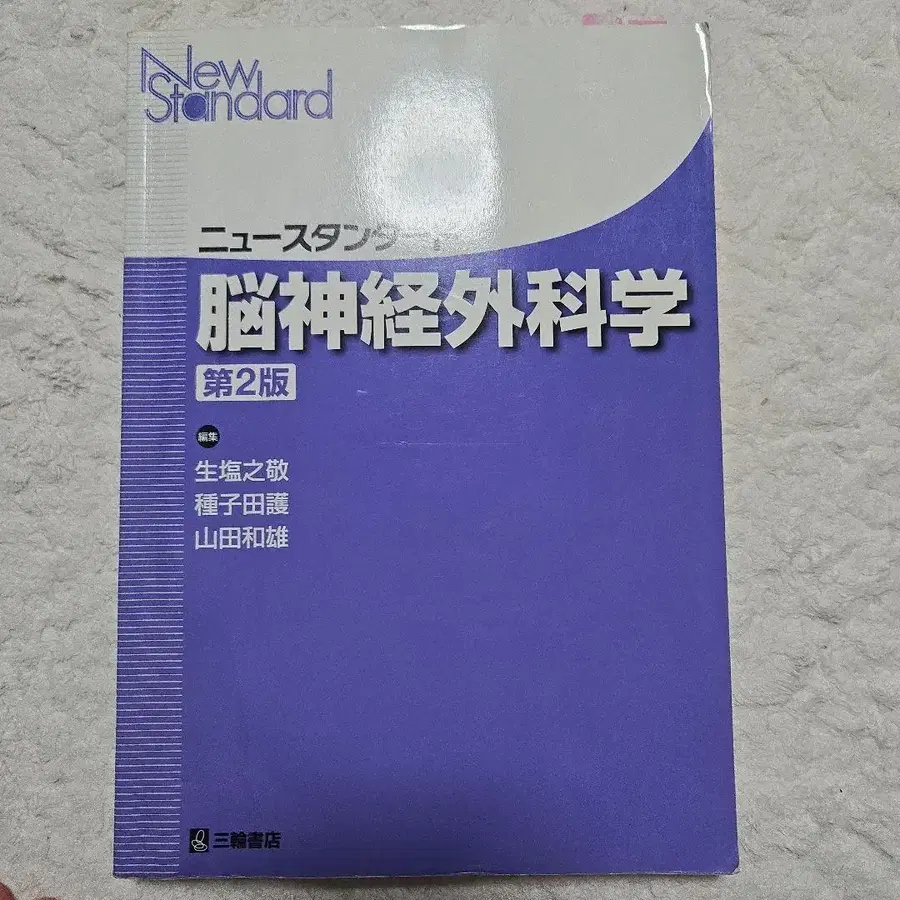 New
Standard
ニュースタンダード
脳神経外科学
第2版
編集
生塩之敬
種子田護
山田和雄
三輪書店